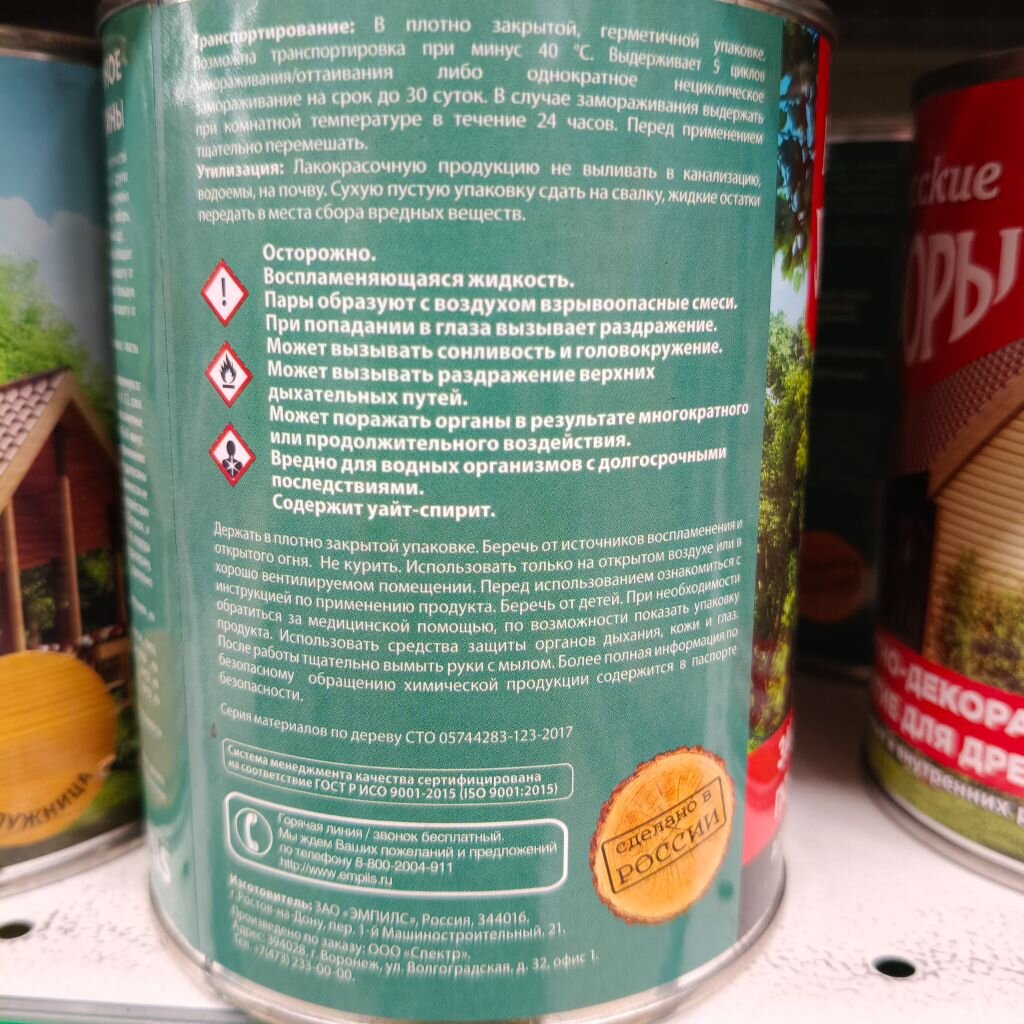 Транспортирование: В плотно закрытой, герметичной упаковке.
Возможна транспортировка при минус 40 °С. Выдерживает 5 циклов
замораживания/оттаивания либо однократное нециклическое
замораживание на срок до 30 суток. В случае замораживания выдержать
при комнатной температуре в течение 24 часов. Перед применением
тщательно перемешать.
Утилизация: Лакокрасочную продукцию не выливать в канализацию,
водоемы, на почву. Сухую пустую упаковку сдать на свалку, жидкие остатки
передать в места сбора вредных веществ.
Осторожно.
Воспламеняющаяся жидкость.
Пары образуют с воздухом взрывоопасные смеси.
При попадании в глаза вызывает раздражение.
Может вызывать сонливость и головокружение.
Может вызывать раздражение верхних
дыхательных путей.
Может поражать органы в результате многократного
или продолжительного воздействия.
Вредно для водных организмов с долгосрочными
последствиями.
Содержит уайт-спирит.
Держать в плотно закрытой упаковке. Беречь от источников воспламенения и
открытого огня. Не курить. Использовать только на открытом воздухе или в
хорошо вентилируемом помещении. Перед использованием ознакомиться с
инструкцией по применению продукта. Беречь от детей. При необходимости
обратиться за медицинской помощью, по возможности показать упаковку
продукта. Использовать средства защиты органов дыхания, кожи и глаз.
После работы тщательно вымыть руки с мылом. Более полная информация по
безопасному обращению химической продукции содержится в паспорте
безопасности.
Серия материалов по дереву СТО 05744283-123-2017
Система менеджмента качества сертифицирована
на соответствие ГОСТ Р ИСО 9001-2015 (ISO 9001:2015)
Горячая линия / звонок бесплатный.
Мы ждем Ваших пожеланий и предложений
по телефону 8-800-2004-911
http://www.empils.ru
сделано в
РОССИИ
Изготовитель: ЗАО «ЭМПИЛС», Россия, 344016,
г.Ростов-на-Дону, пер. 1-й Машиностроительный, 21.
Произведено по заказу: ООО «Спектр».
Адрес: 394028, г. Воронеж, ул. Волгоградская, д. 32, офис 1.
Тел. +7(473) 233-00-00.